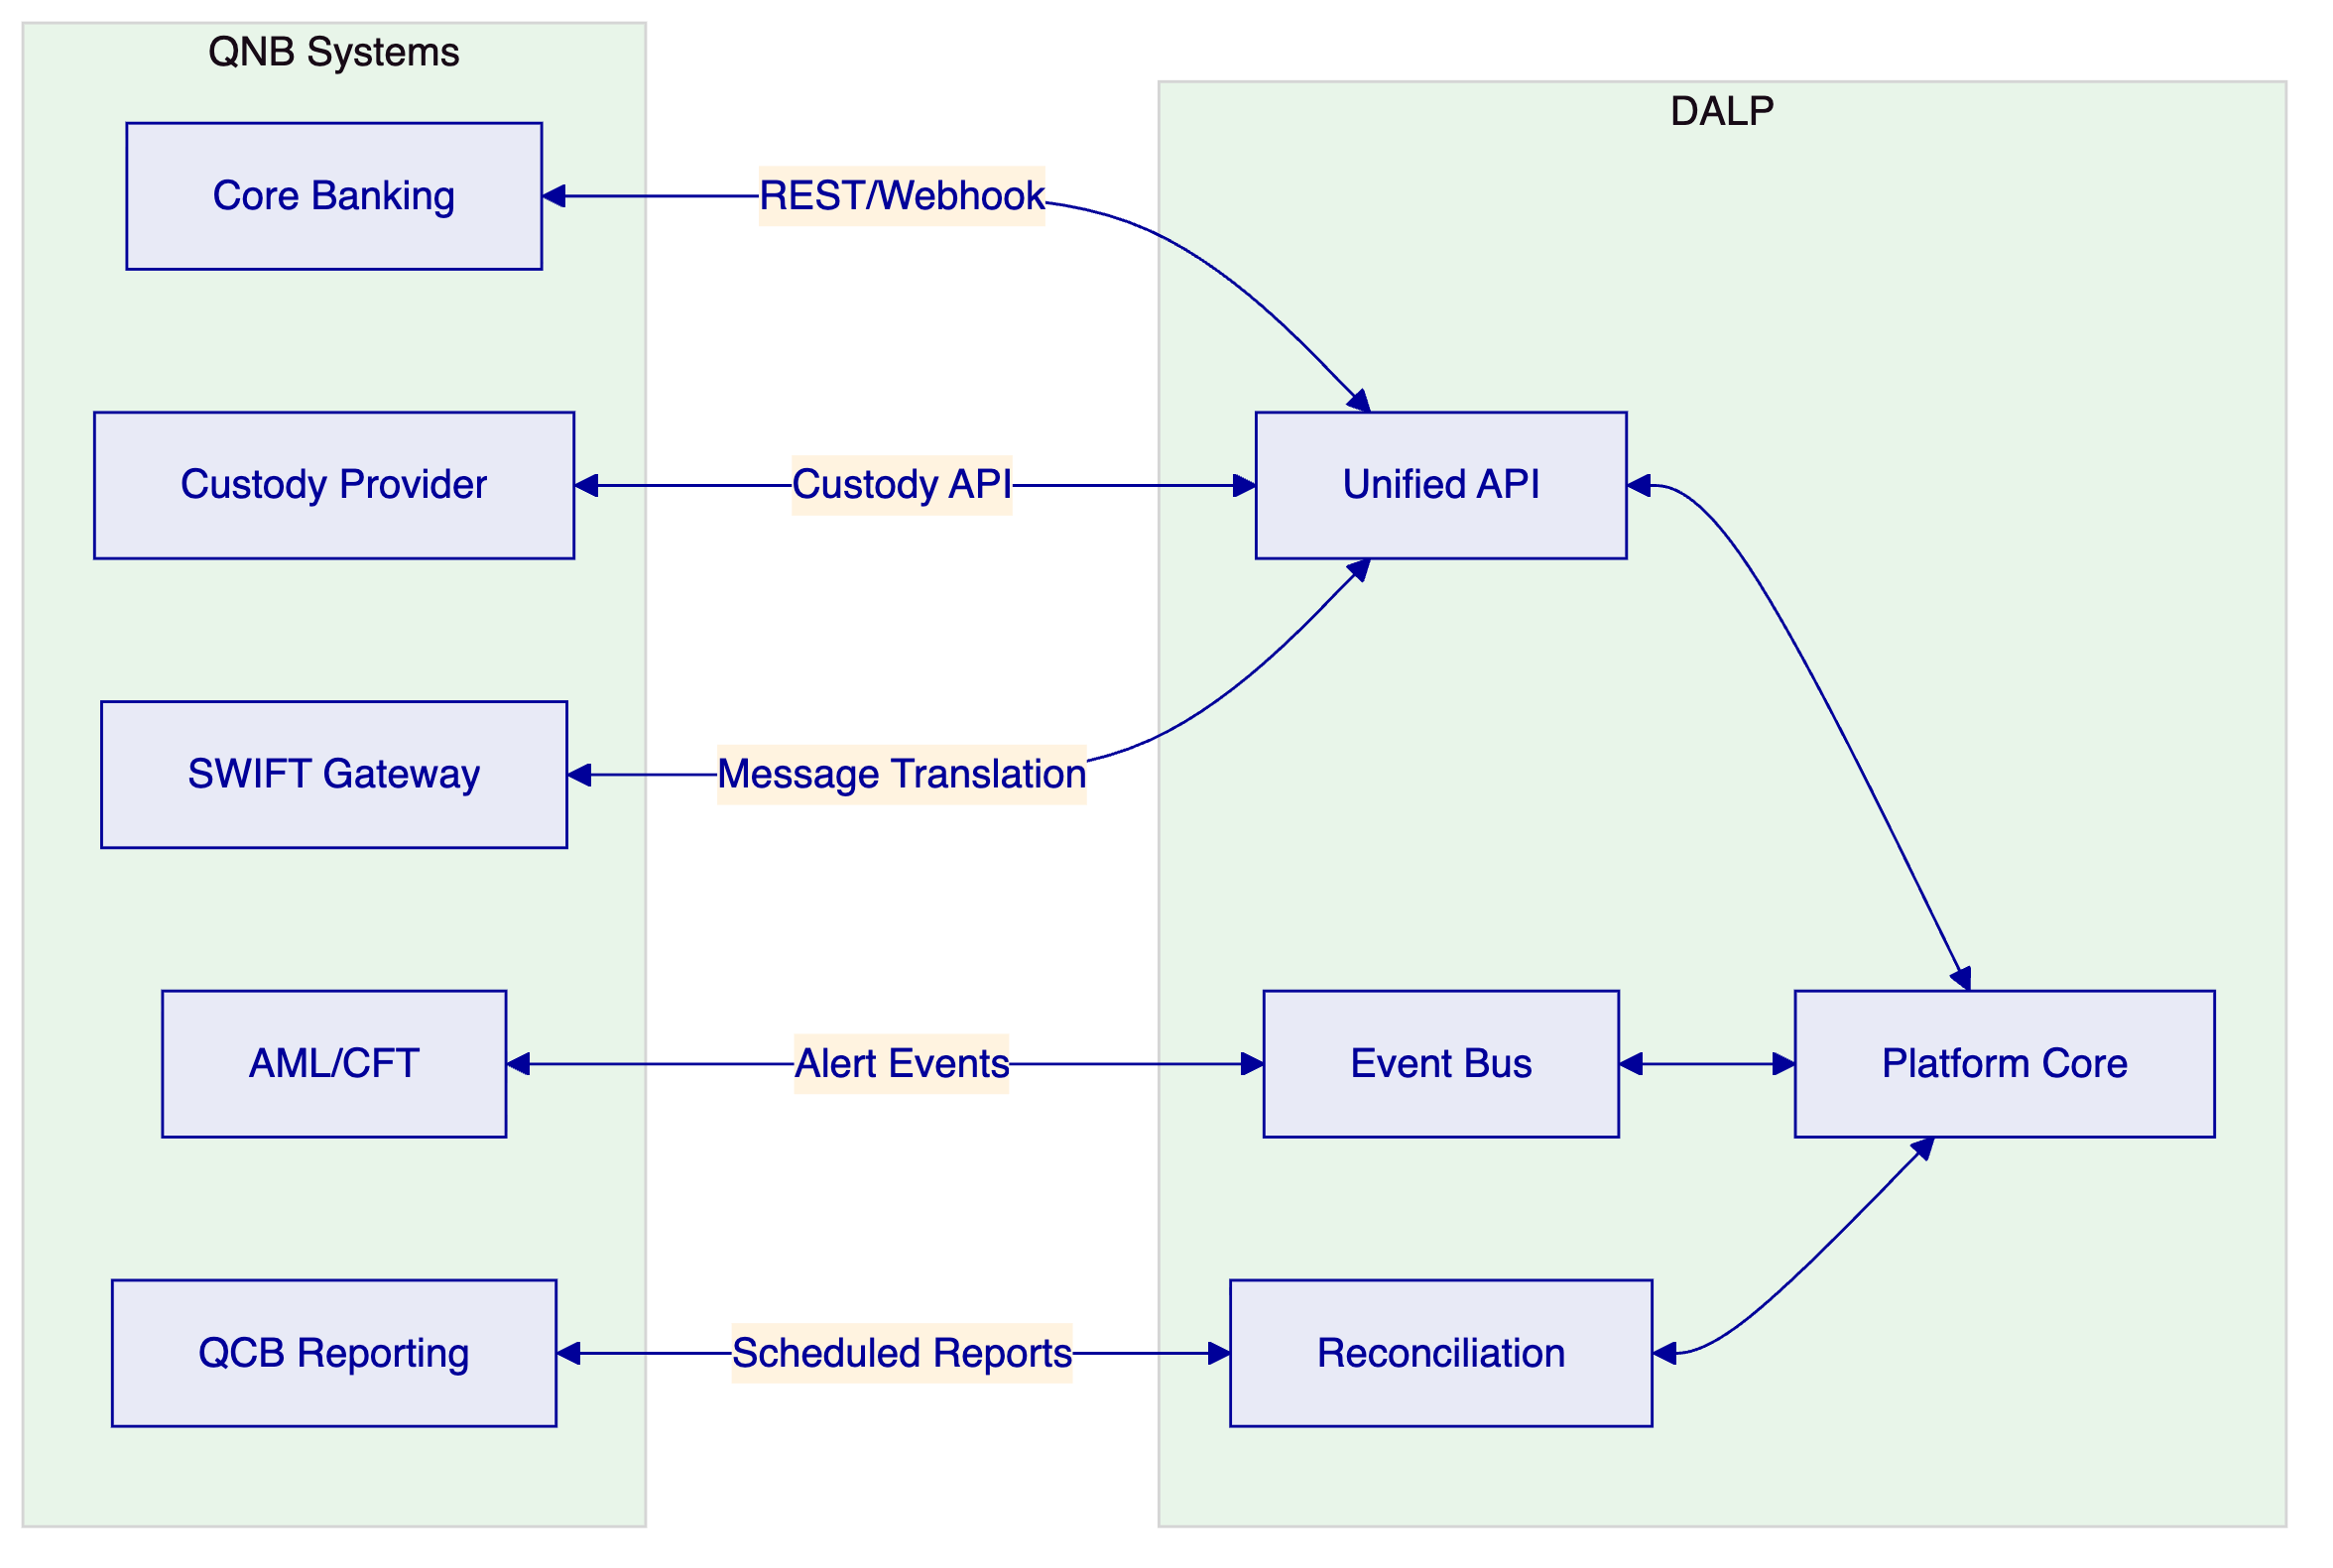 QNB Systems
DALP
Core Banking
REST/Webhook
Custody Provider
Custody API
Unified API
SWIFT Gateway
Message Translation
AML/CFT
Alert Events
Event Bus
Platform Core
QCB Reporting
Scheduled Reports
Reconciliation